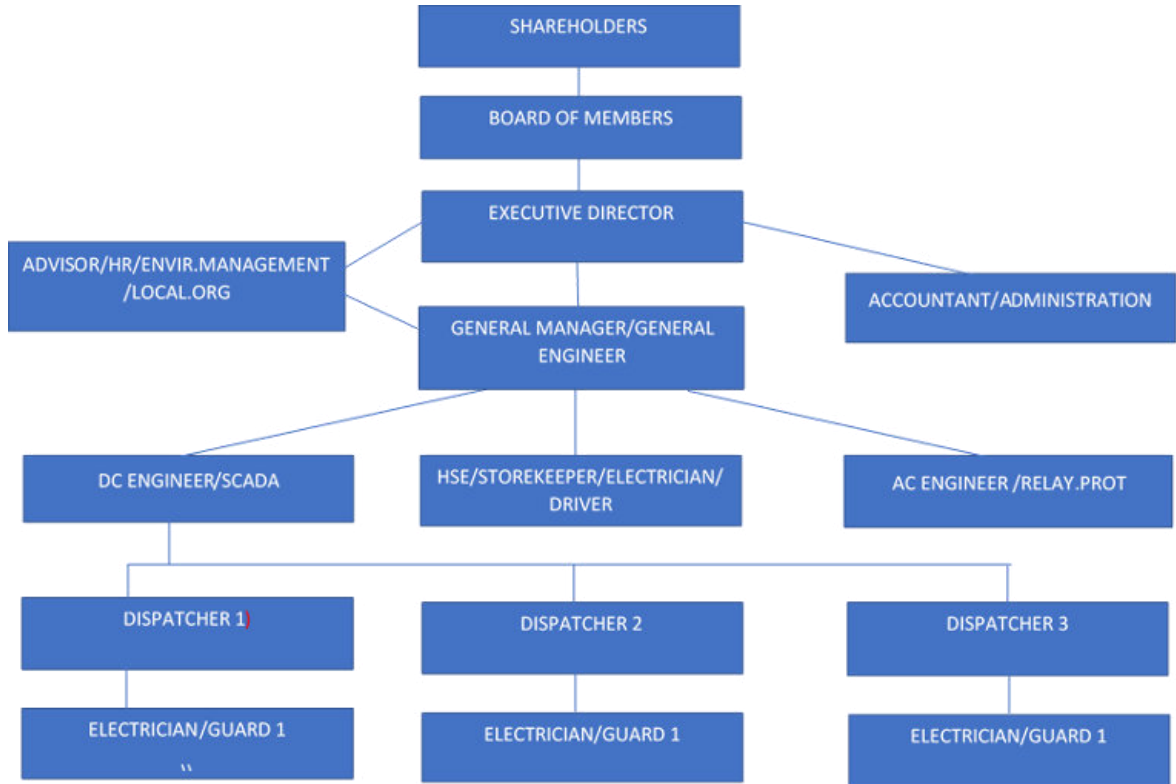 SHAREHOLDERS
BOARD OF MEMBERS
EXECUTIVE DIRECTOR
ADVISOR/HR/ENVIR.MANAGEMENT
/LOCAL.ORG
ACCOUNTANT/ADMINISTRATION
GENERAL MANAGER/GENERAL
ENGINEER
DC ENGINEER/SCADA
HSE/STOREKEEPER/ELECTRICIAN/
DRIVER
AC ENGINEER /RELAY.PROT
DISPATCHER 1)
DISPATCHER 2
DISPATCHER 3
ELECTRICIAN/GUARD 1
\\
ELECTRICIAN/GUARD 1
ELECTRICIAN/GUARD 1